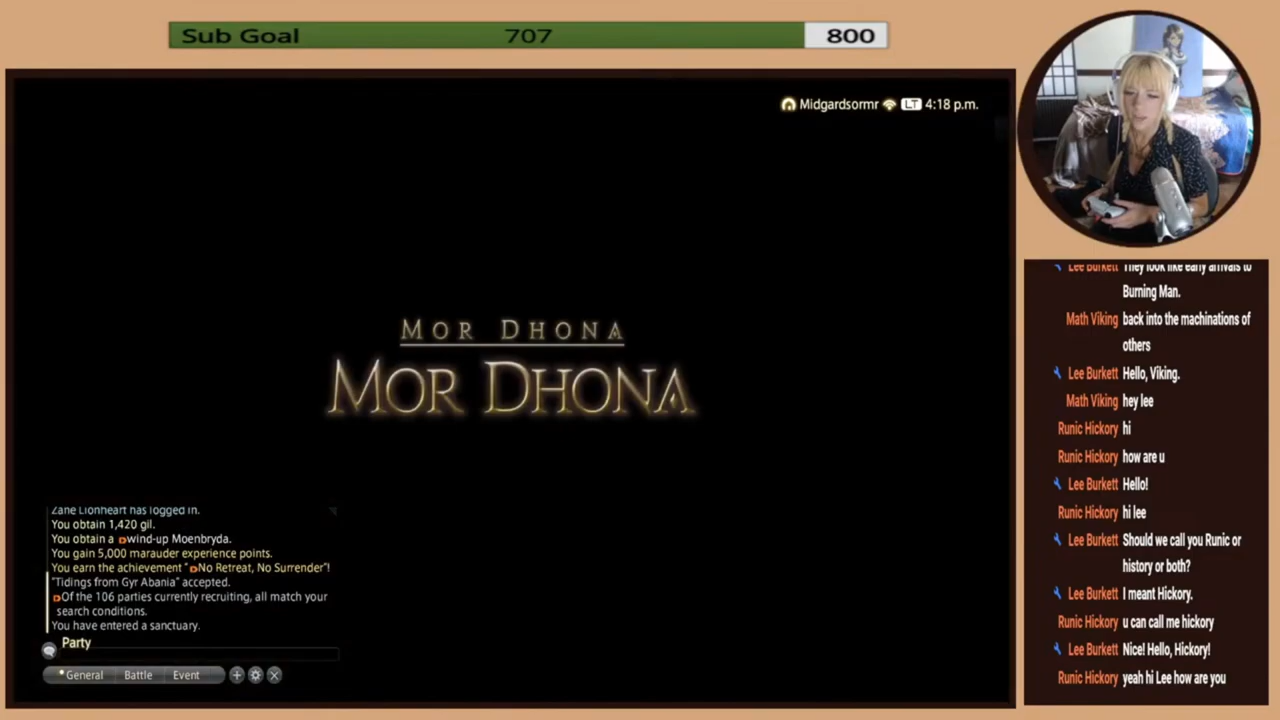 Sub Goal 707 800
Midgardsormr LT 4:18 p.m.
MOR DHONA
MOR DHONA
Zane Lionheart has logged in.
You obtain 1,420 gil.
You obtain a wind-up Moenbryda.
You gain 5,000 marauder experience points.
You earn the achievement "No Retreat, No Surrender"!
"Tidings from Gyr Abania" accepted.
Of the 106 parties currently recruiting, all match your
search conditions.
You have entered a sanctuary.
Party
General Battle Event
Lee Burkett They look like early arrivals to
Burning Man.
Math Viking back into the machinations of
others
Lee Burkett Hello, Viking.
Math Viking hey lee
Runic Hickory hi
Runic Hickory how are u
Lee Burkett Hello!
Runic Hickory hi lee
Lee Burkett Should we call you Runic or
history or both?
Lee Burkett I meant Hickory.
Runic Hickory u can call me hickory
Lee Burkett Nice! Hello, Hickory!
Runic Hickory yeah hi Lee how are you